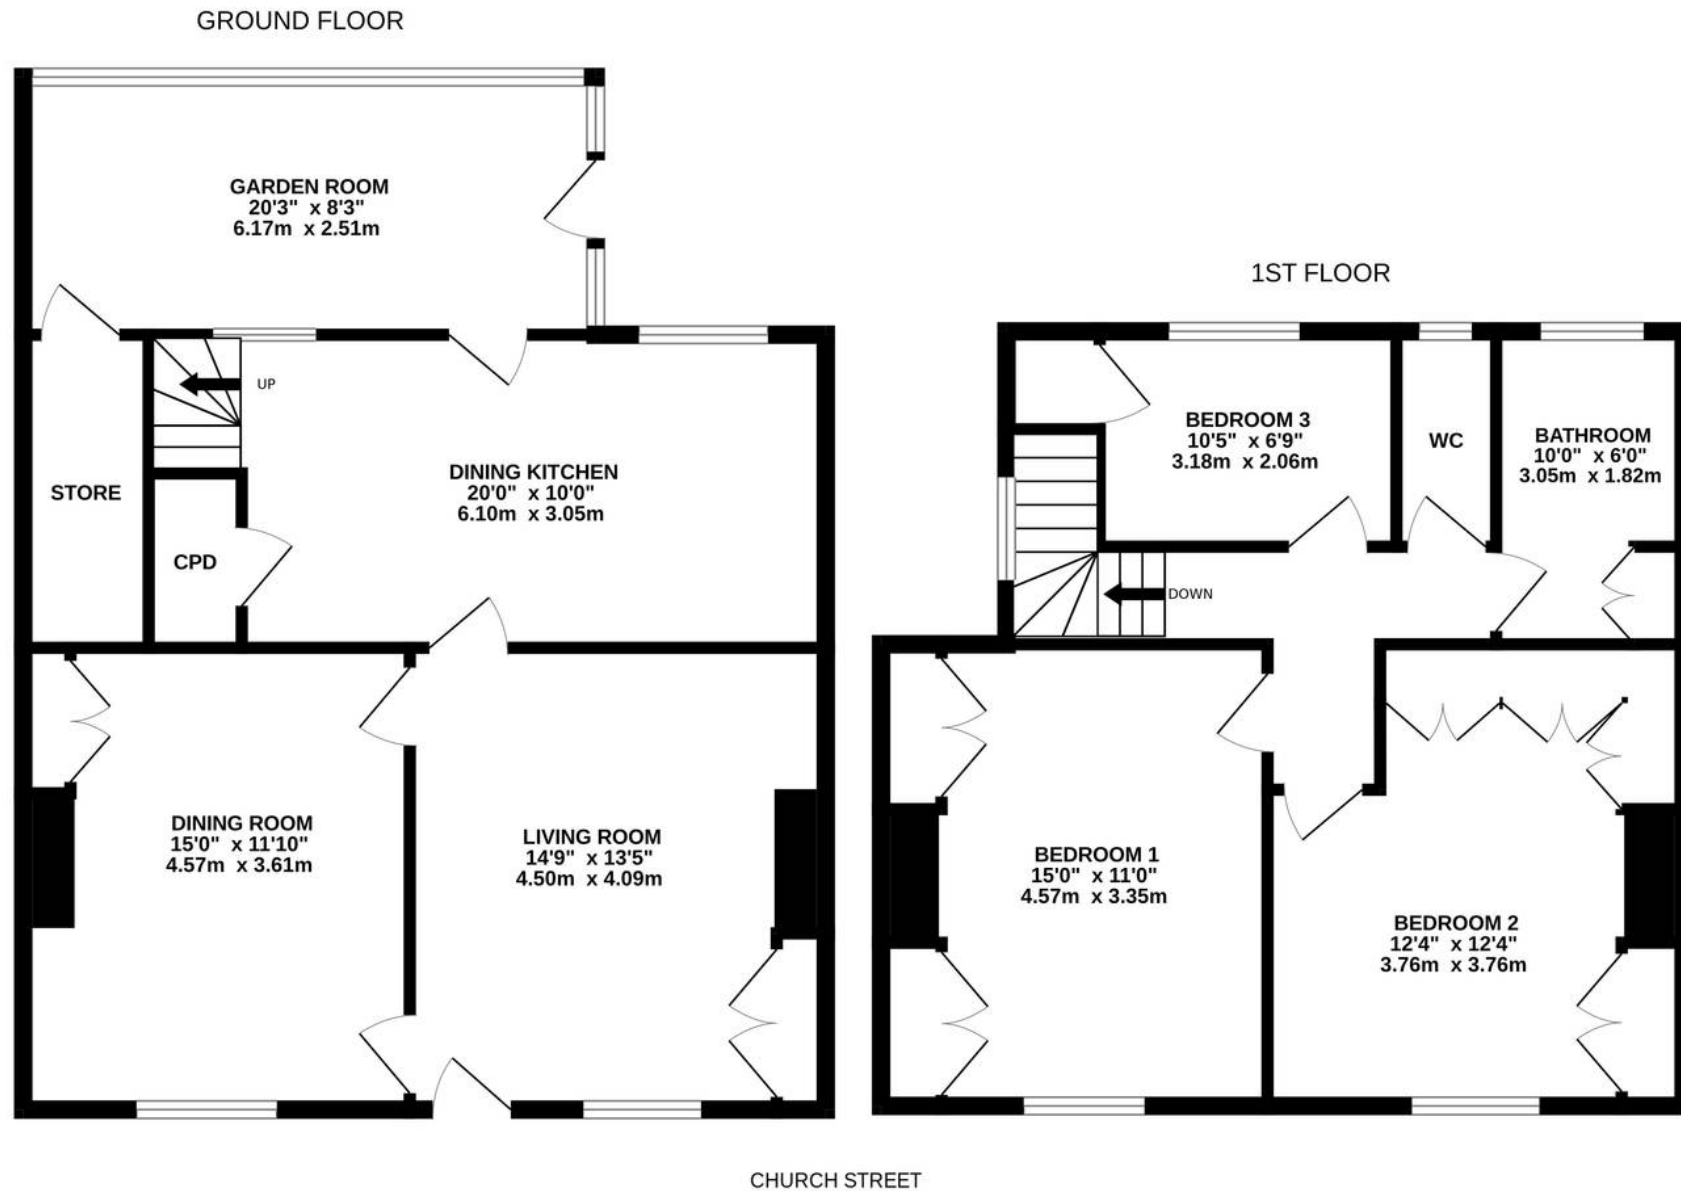 GROUND FLOOR
GARDEN ROOM
20'3" x 8'3"
6.17m x 2.51m
UP
DINING KITCHEN
20'0" x 10'0"
6.10m x 3.05m
STORE
CPD
DINING ROOM
15'0" x 11'10"
4.57m x 3.61m
LIVING ROOM
14'9" x 13'5"
4.50m x 4.09m
1ST FLOOR
BEDROOM 3
10'5" x 6'9"
3.18m x 2.06m
WC
BATHROOM
10'0" x 6'0"
3.05m x 1.82m
DOWN
BEDROOM 1
15'0" x 11'0"
4.57m x 3.35m
BEDROOM 2
12'4" x 12'4"
3.76m x 3.76m
CHURCH STREET